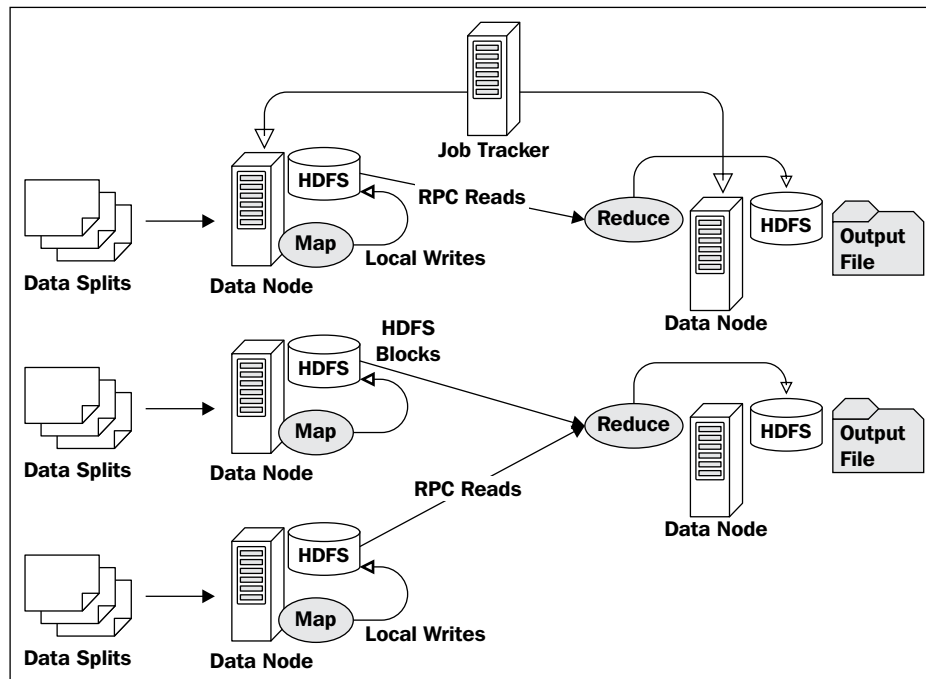 Job Tracker
HDFS
RPC Reads
Map
Local Writes
Data Splits
Data Node
Reduce
HDFS
Output
File
Data Node
HDFS
Blocks
HDFS
Map
Data Splits
Data Node
Reduce
HDFS
Output
File
Data Node
RPC Reads
HDFS
Map
Local Writes
Data Splits
Data Node